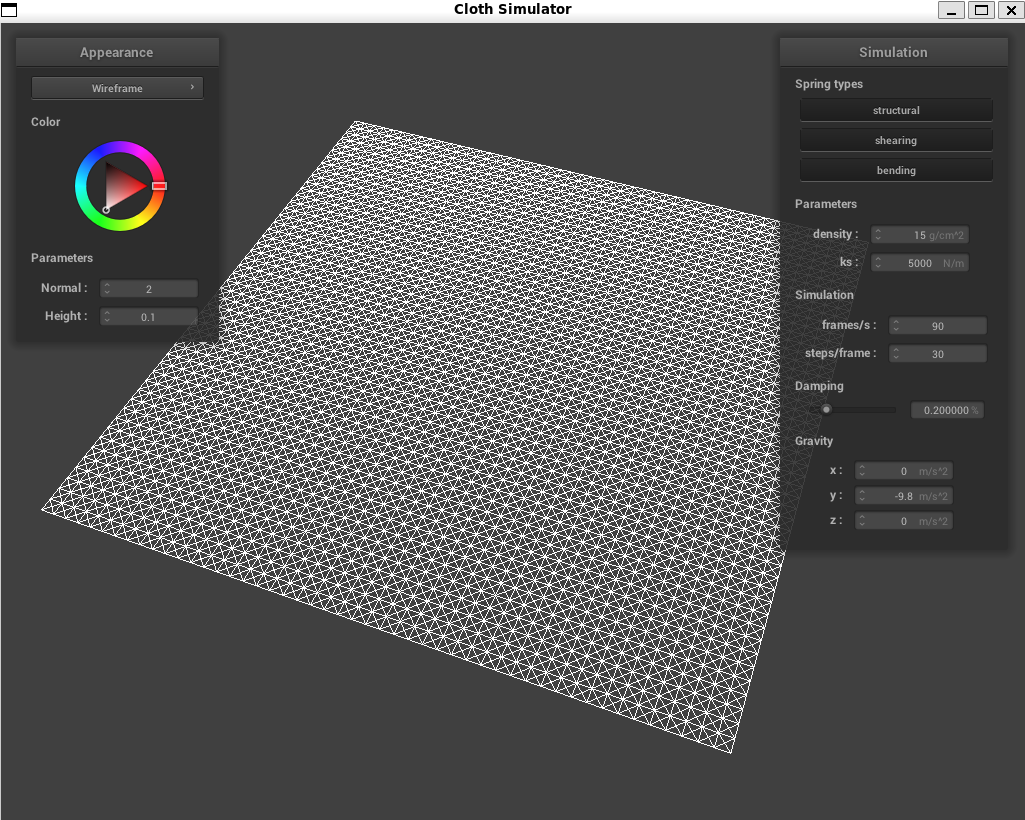 Cloth Simulator
Appearance
Wireframe
Color
Parameters
Normal : 2
Height : 0.1
Simulation
Spring types
structural
shearing
bending
Parameters
density : 15 g/cm^2
ks : 5000 N/m
Simulation
frames/s : 90
steps/frame : 30
Damping
0.200000 %
Gravity
x : 0 m/s^2
y : -9.8 m/s^2
z : 0 m/s^2